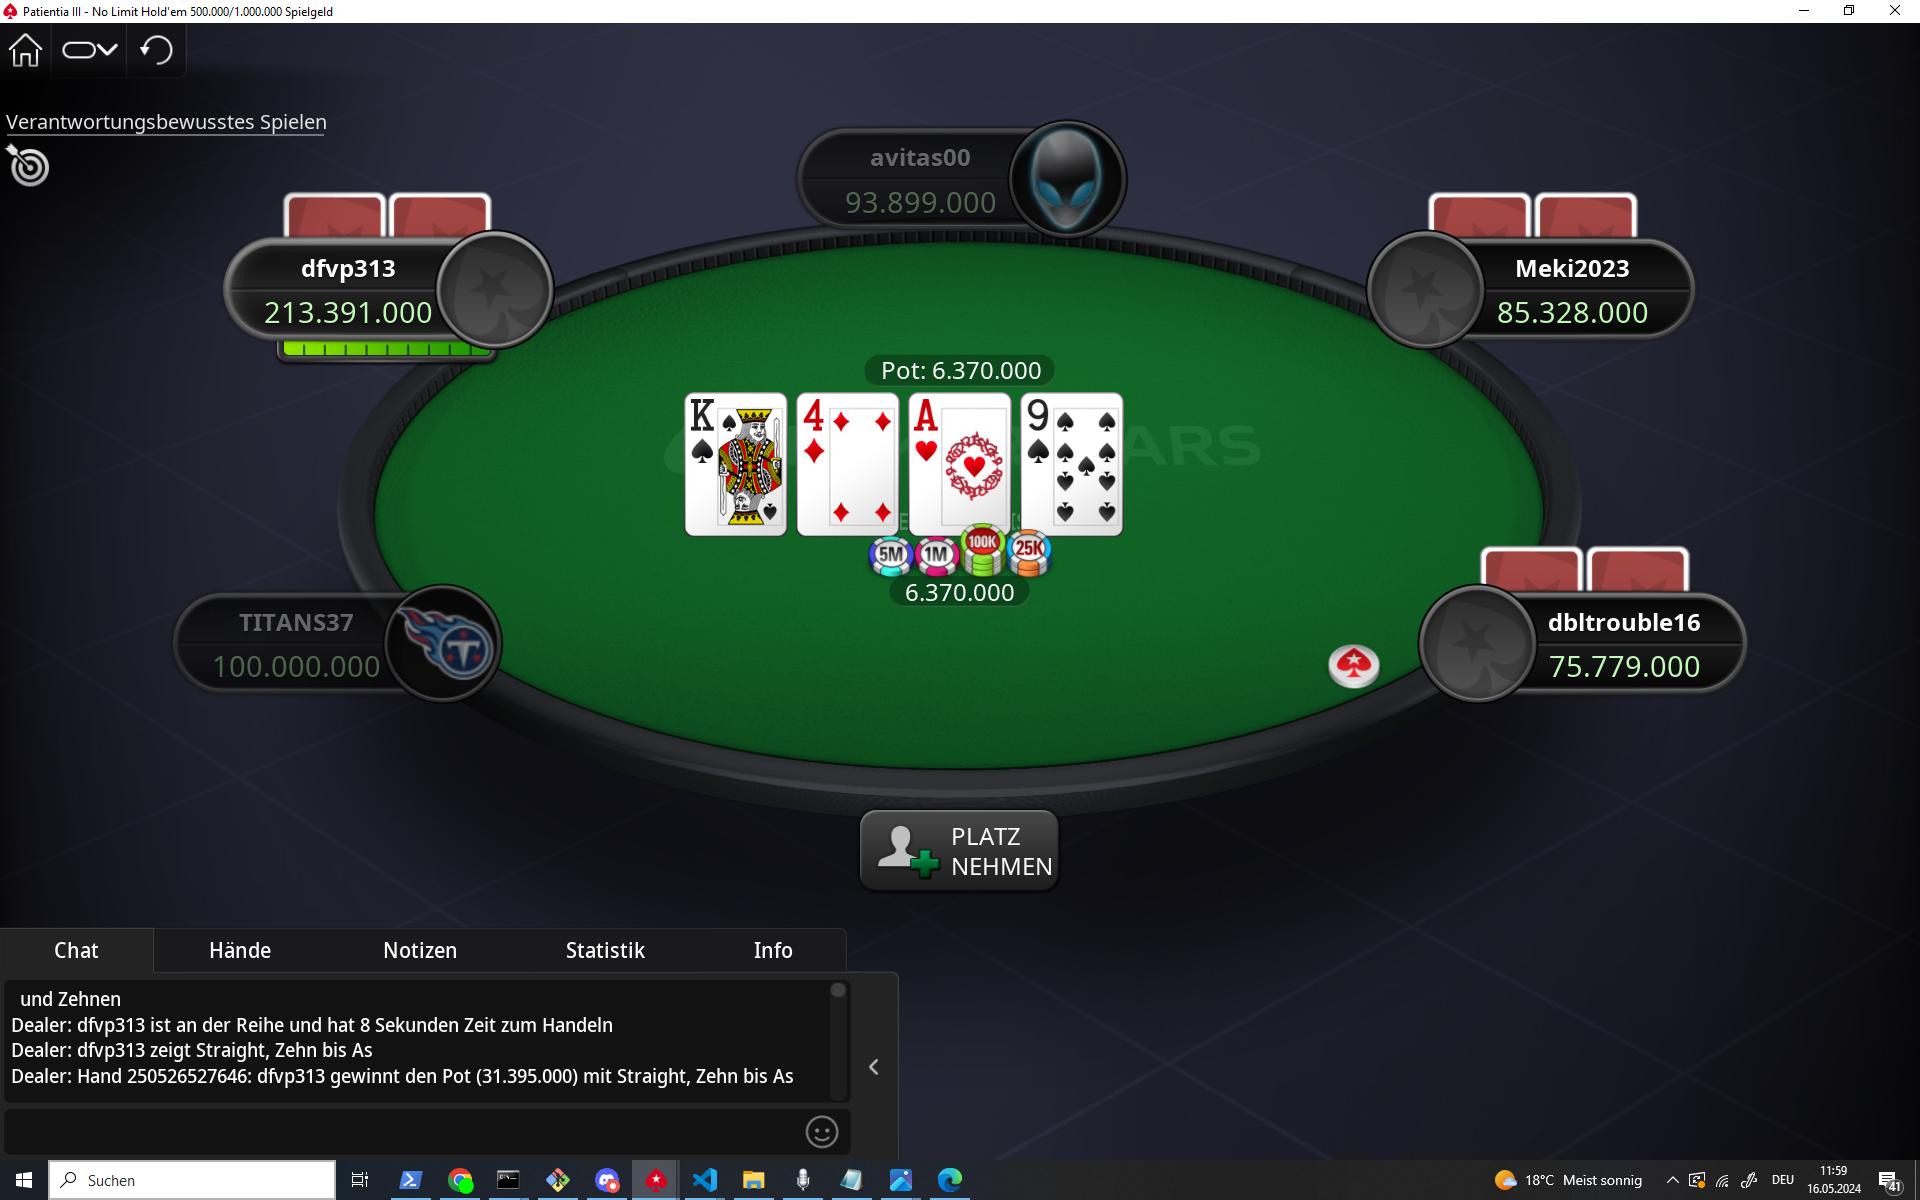 Patientia III - No Limit Hold'em 500.000/1.000.000 Spielgeld
Verantwortungsbewusstes Spielen
avitas00
93.899.000
dfvp313
213.391.000
Meki2023
85.328.000
Pot: 6.370.000
K
4
A
9
ARS
5M
1M
100K
25K
6.370.000
TITANS37
100.000.000
T
dbltrouble16
75.779.000
PLATZ
NEHMEN
Chat Hände Notizen Statistik Info
und Zehnen
Dealer: dfvp313 ist an der Reihe und hat 8 Sekunden Zeit zum Handeln
Dealer: dfvp313 zeigt Straight, Zehn bis As
Dealer: Hand 250526527646: dfvp313 gewinnt den Pot (31.395.000) mit Straight, Zehn bis As
Suchen
18°C Meist sonnig
DEU
11:59
16.05.2024
41